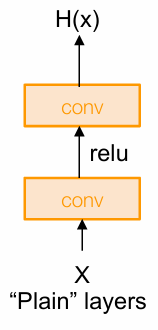 H(x)
conv
relu
conv
X
“Plain” layers